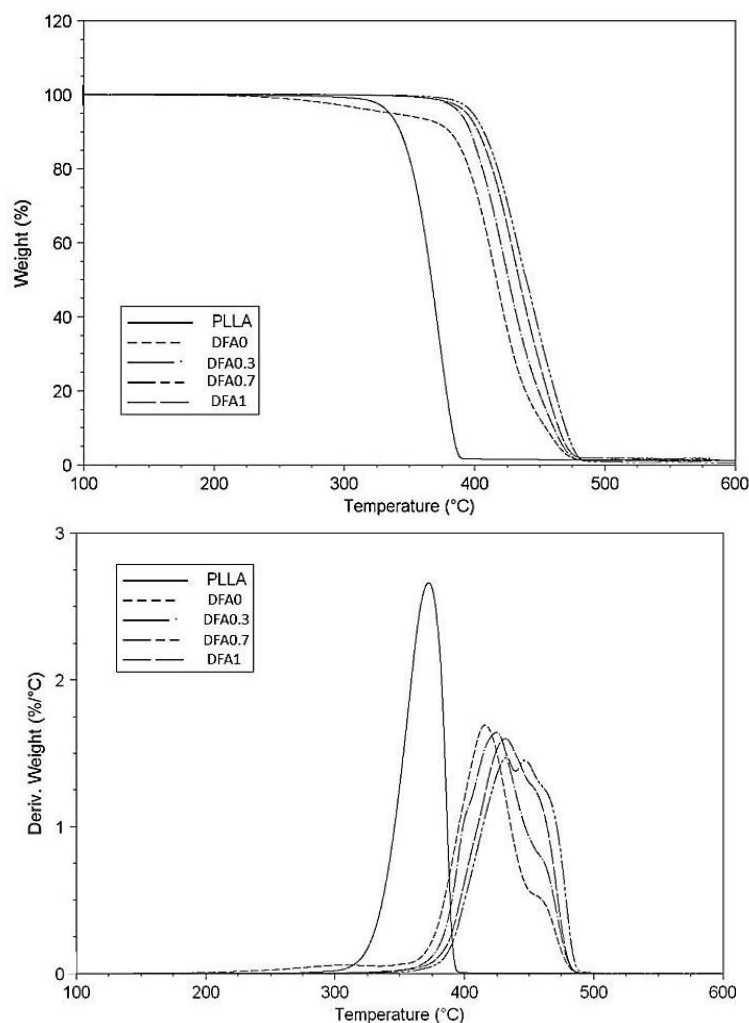 120
100
80
60
40
20
0
Weight (%)
PLLA
DFA0
DFA0.3
DFA0.7
DFA1
100 200 300 400 500 600
Temperature (°C)
3
2
1
0
Deriv. Weight (%/°C)
PLLA
DFA0
DFA0.3
DFA0.7
DFA1
100 200 300 400 500 600
Temperature (°C)